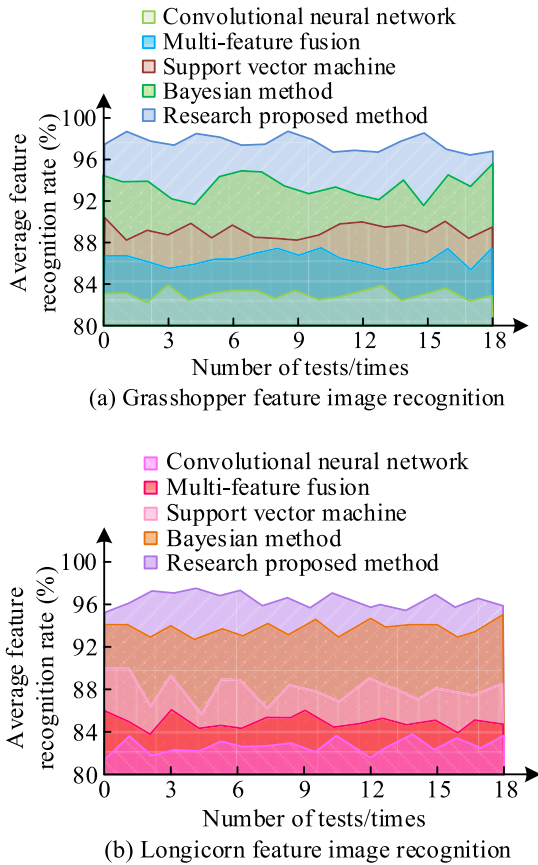 Convolutional neural network
Multi-feature fusion
Support vector machine
Bayesian method
Research proposed method
Average feature
recognition rate (%)
100
96
92
88
84
80
0 3 6 9 12 15 18
Number of tests/times
(a) Grasshopper feature image recognition
Convolutional neural network
Multi-feature fusion
Support vector machine
Bayesian method
Research proposed method
Average feature
recognition rate (%)
100
96
92
88
84
80
0 3 6 9 12 15 18
Number of tests/times
(b) Longicorn feature image recognition